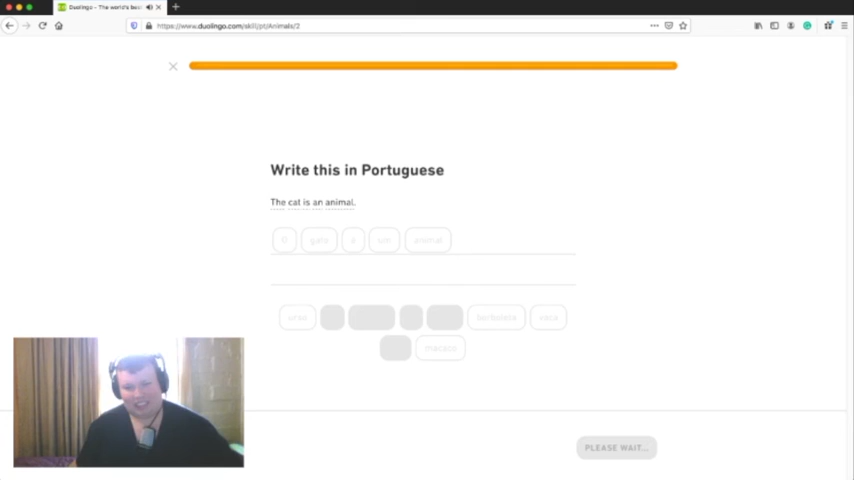 Duolingo - The world's best
https://www.duolingo.com/skill/pt/Animals/2
Write this in Portuguese
The cat is an animal.
O gato é um animal
urso borboleta vaca
macaco
PLEASE WAIT...